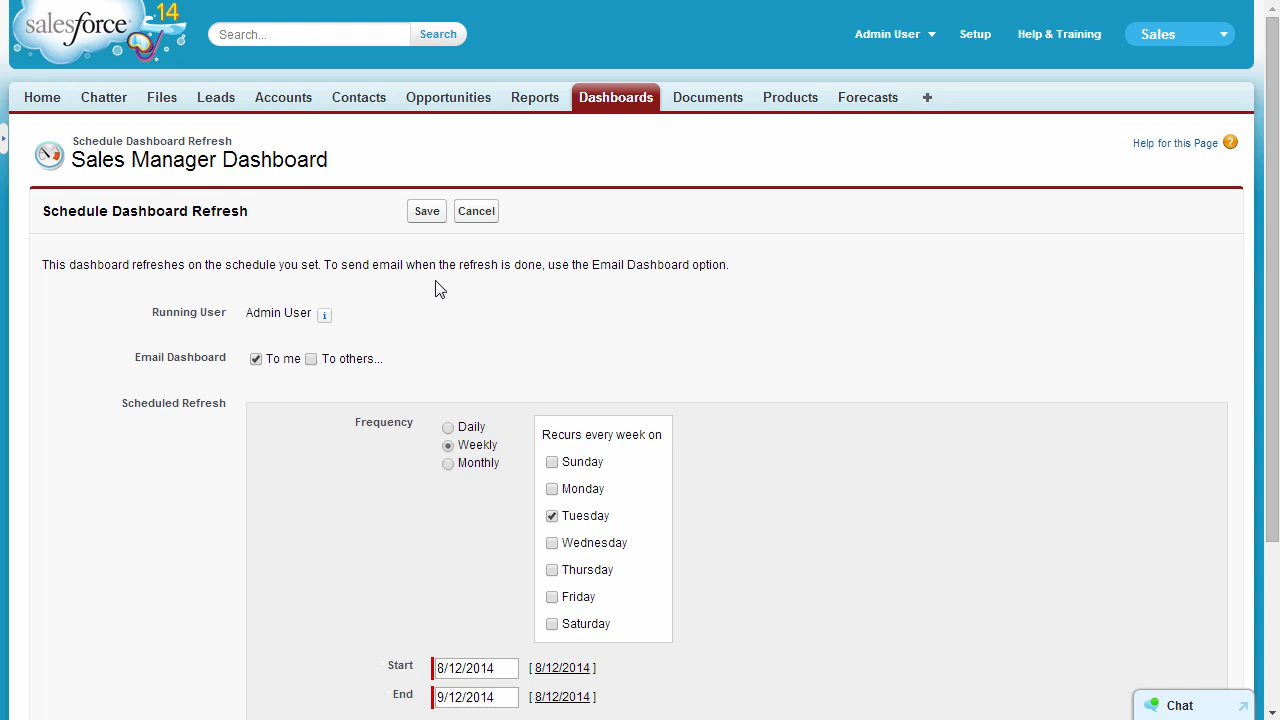 salesforce 14
Search...
Search
Admin User
Setup
Help & Training
Sales
Home Chatter Files Leads Accounts Contacts Opportunities Reports Dashboards Documents Products Forecasts +
Schedule Dashboard Refresh
Sales Manager Dashboard
Help for this Page ?
Schedule Dashboard Refresh
Save
Cancel
This dashboard refreshes on the schedule you set. To send email when the refresh is done, use the Email Dashboard option.
Running User Admin User i
Email Dashboard To me To others...
Scheduled Refresh
Frequency
Daily
Weekly
Monthly
Recurs every week on
Sunday
Monday
Tuesday
Wednesday
Thursday
Friday
Saturday
Start 8/12/2014 [ 8/12/2014 ]
End 9/12/2014 [ 8/12/2014 ]
Chat